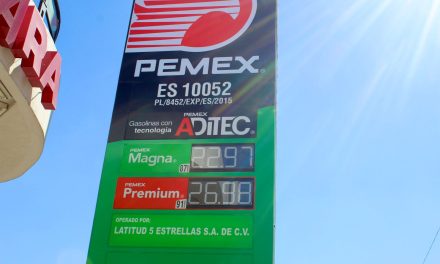 ARA
PEMEX
ES 10052
PL/8452/EXP/ES/2015
Gasolinas con tecnología PEMEX ADITEC
PEMEX Magna 87 22.97
PEMEX Premium 91 26.98
OPERADO POR:
LATITUD 5 ESTRELLAS S.A. DE C.V.